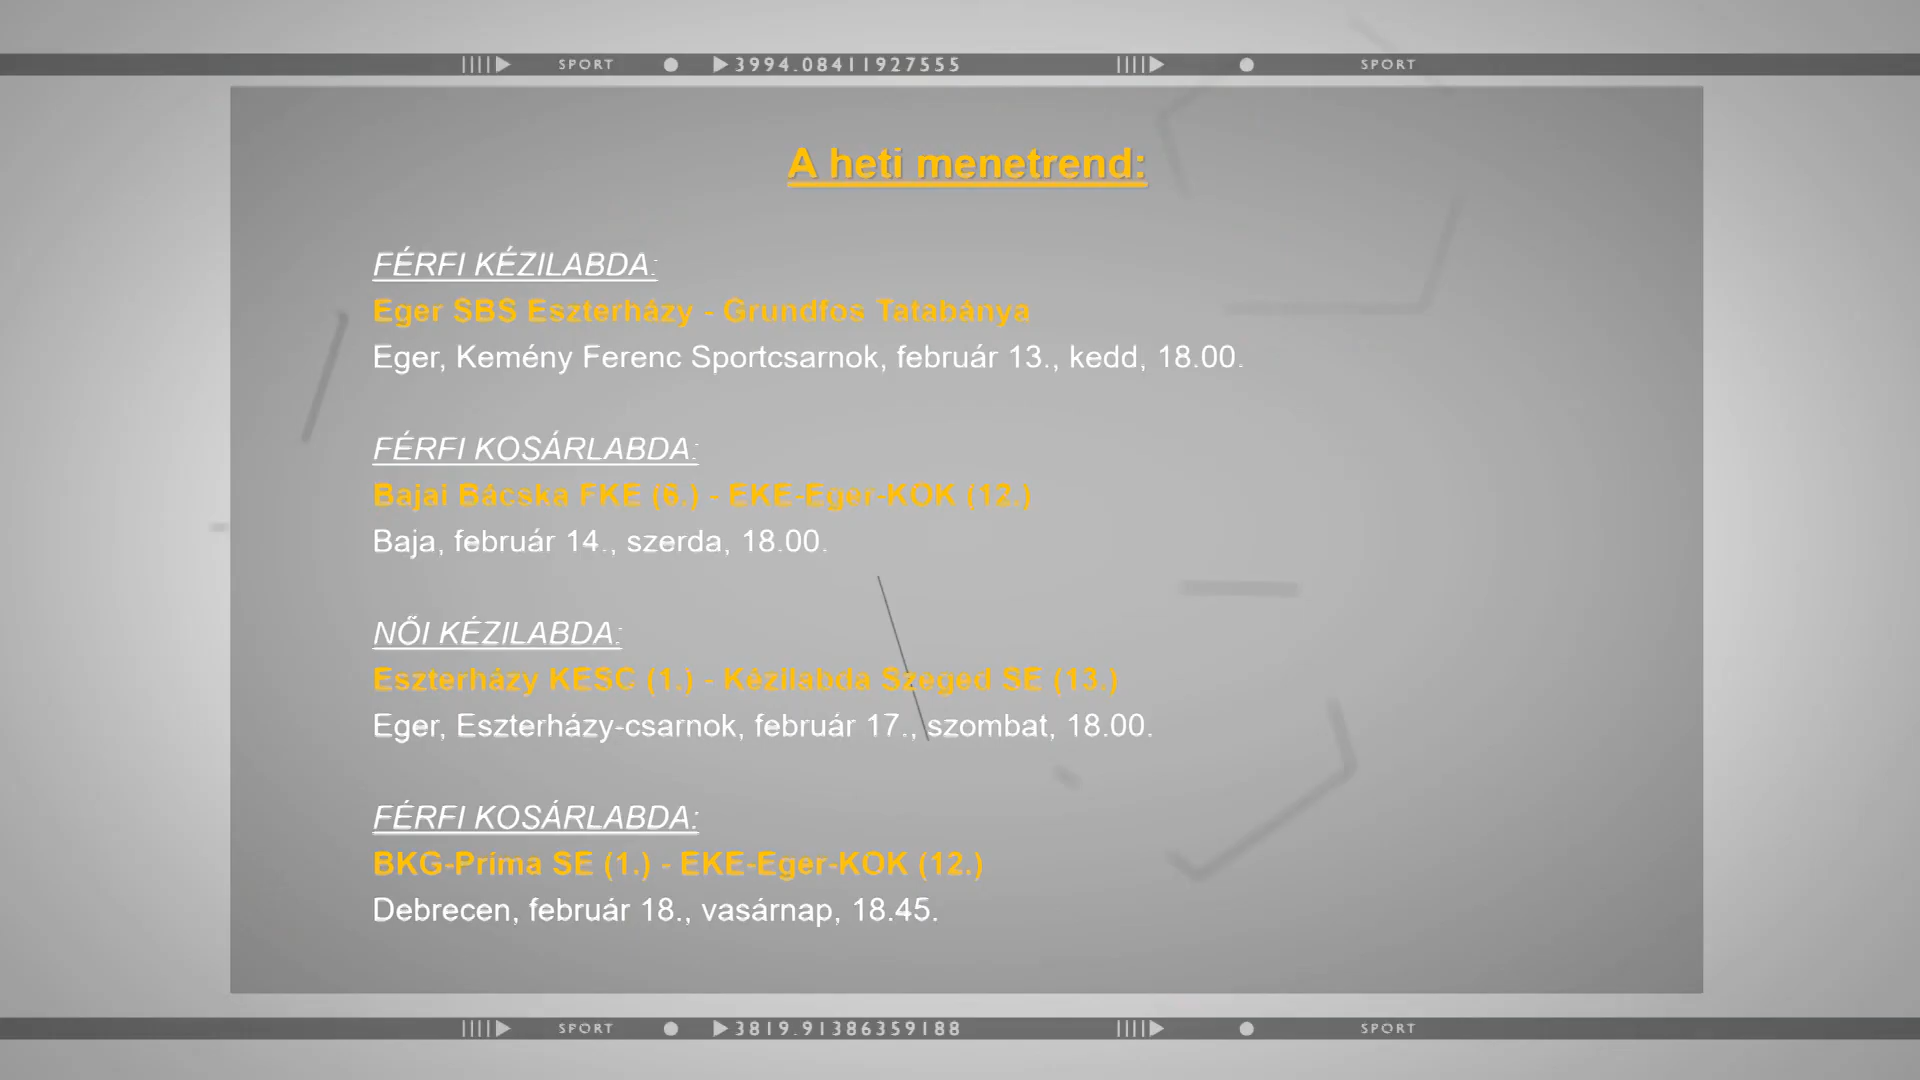 SPORT 3994.08411927555 SPORT
A heti menetrend:
FÉRFI KÉZILABDA:
Eger SBS Eszterházy - Grundfos Tatabánya
Eger, Kemény Ferenc Sportcsarnok, február 13., kedd, 18.00.
FÉRFI KOSÁRLABDA:
Bajai Bácska FKE (6.) - EKE-Eger-KOK (12.)
Baja, február 14., szerda, 18.00.
NŐI KÉZILABDA:
Eszterházy KESC (1.) - Kézilabda Szeged SE (13.)
Eger, Eszterházy-csarnok, február 17., szombat, 18.00.
FÉRFI KOSÁRLABDA:
BKG-Príma SE (1.) - EKE-Eger-KOK (12.)
Debrecen, február 18., vasárnap, 18.45.
SPORT 3819.91386359188 SPORT